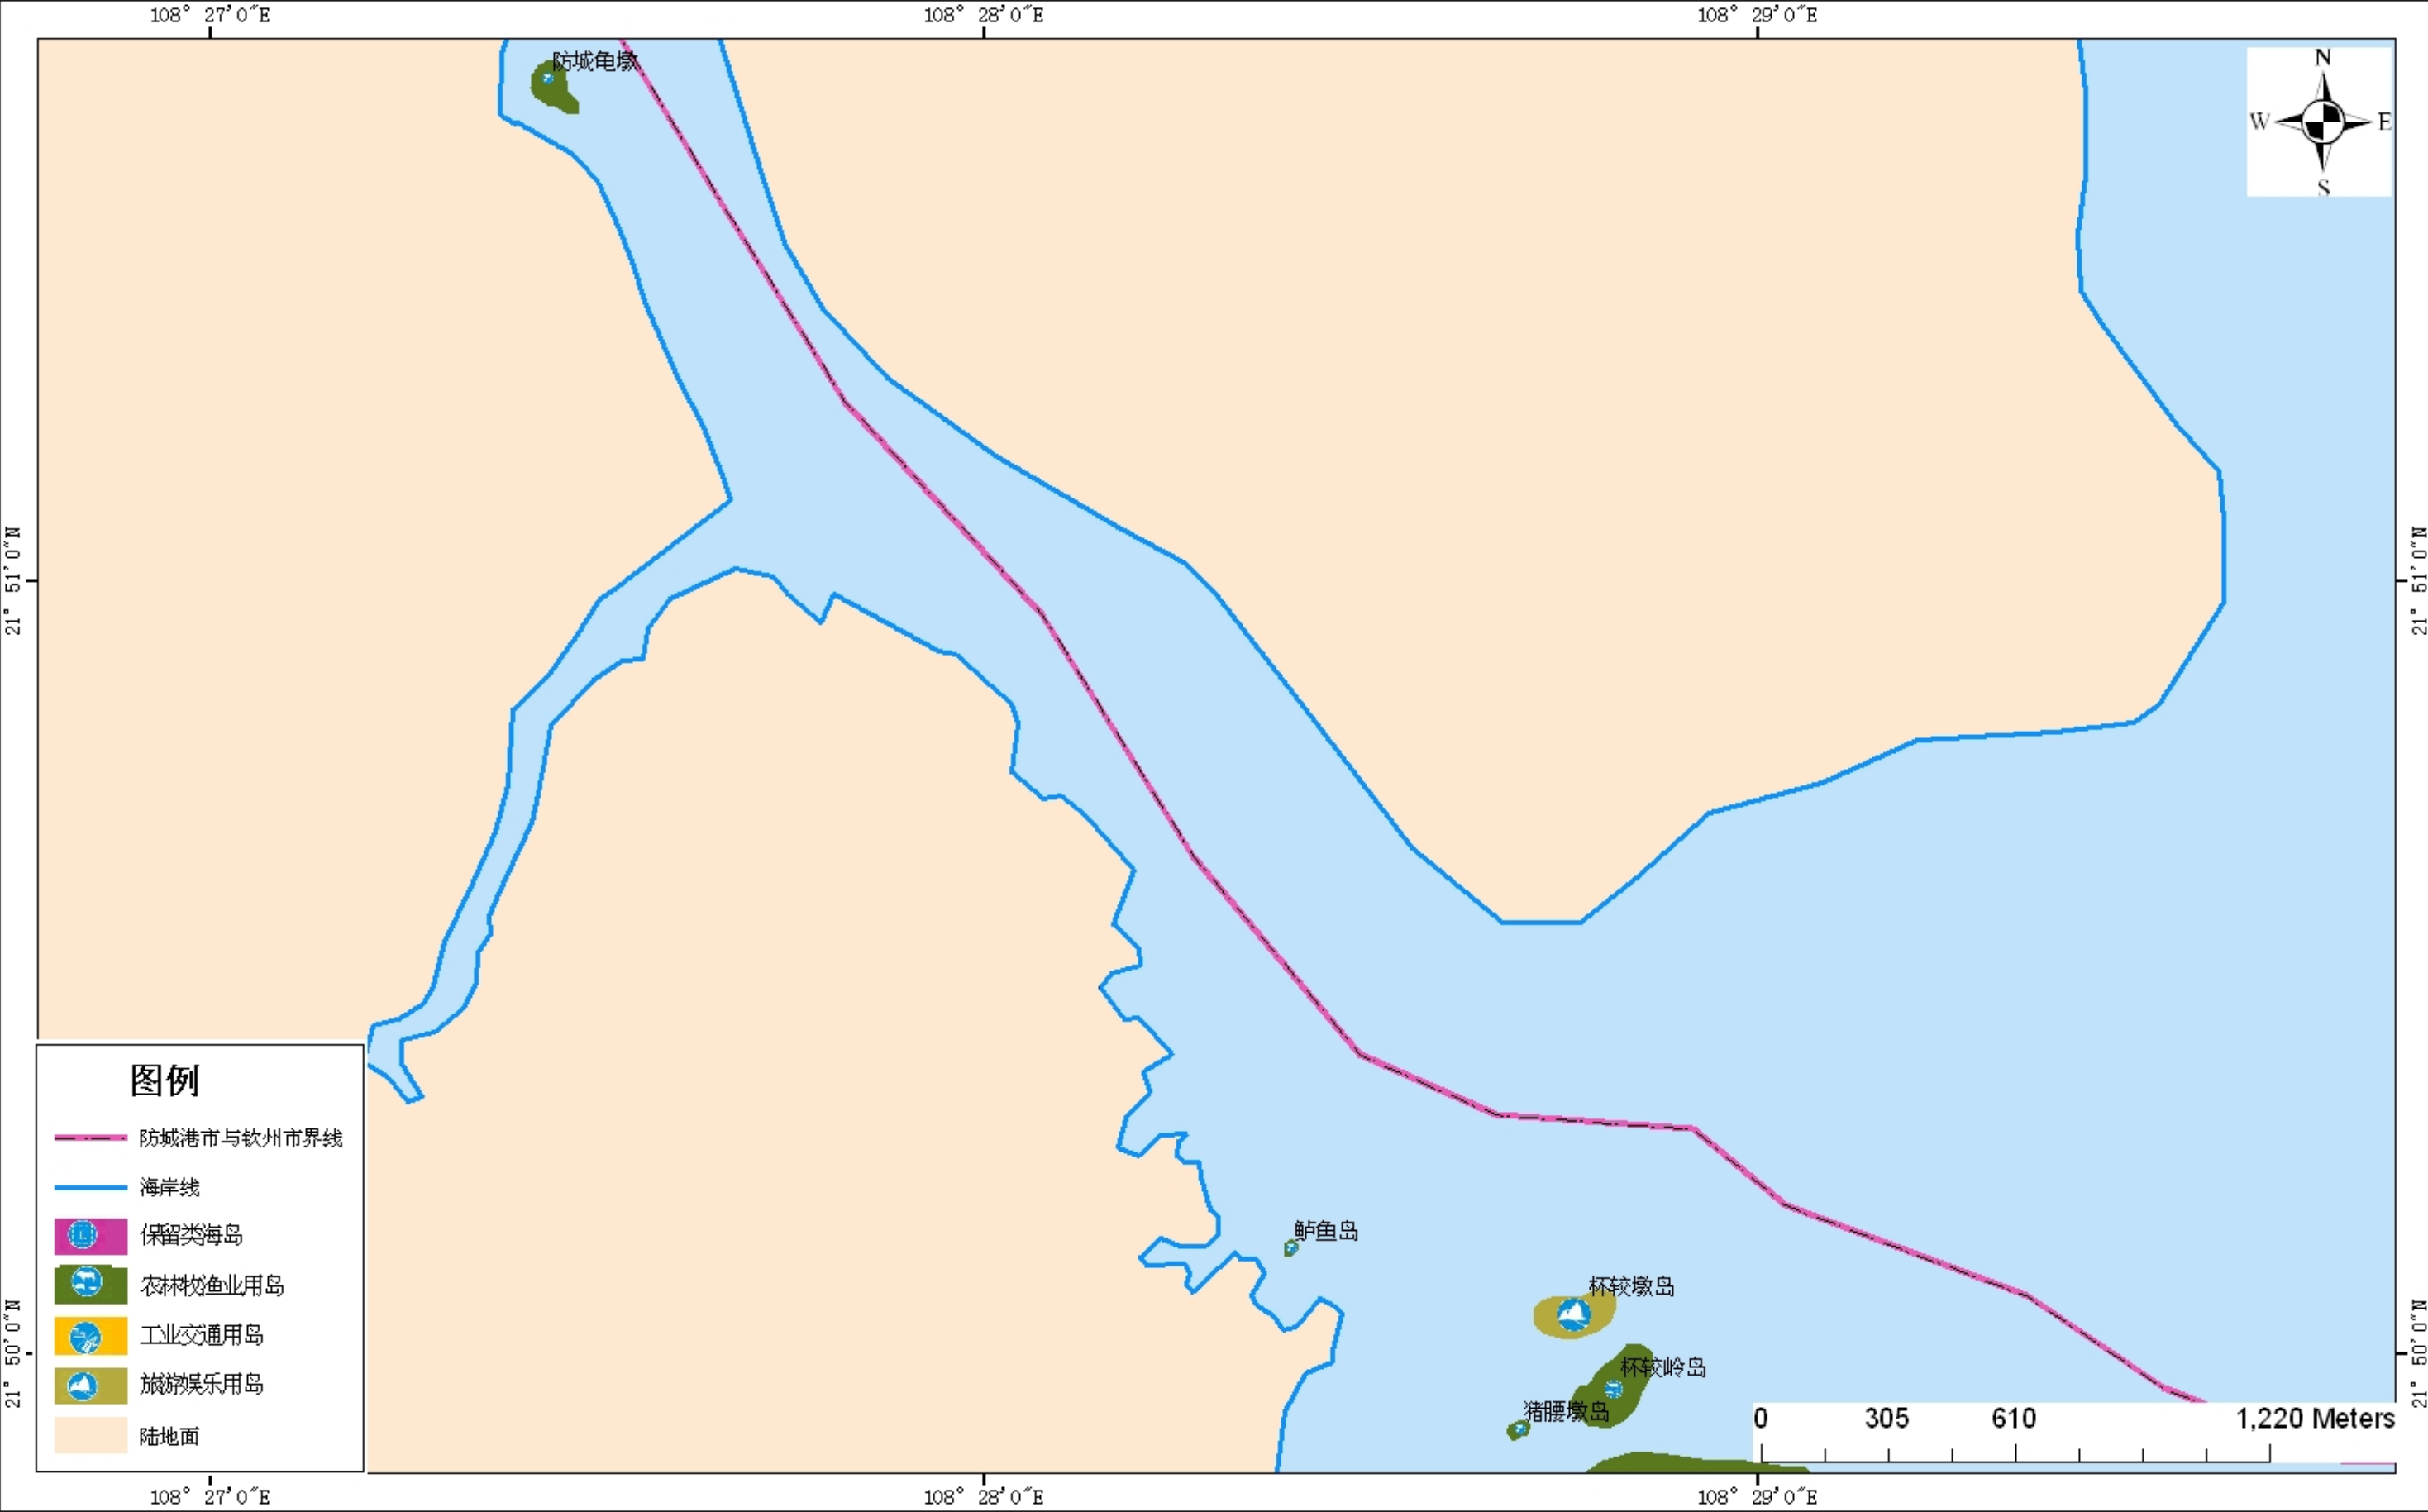 108° 27′0″E
108° 28′0″E
108° 29′0″E
防城龟墩
N
W
E
S
21° 51′0″N
21° 51′0″N
图例
防城港市与钦州市界线
海岸线
保留类海岛
农林牧渔业用岛
工业交通用岛
旅游娱乐用岛
陆地面
鲈鱼岛
杯较墩岛
杯较岭岛
猪腰墩岛
21° 50′0″N
21° 50′0″N
0
305
610
1,220 Meters
108° 27′0″E
108° 28′0″E
108° 29′0″E